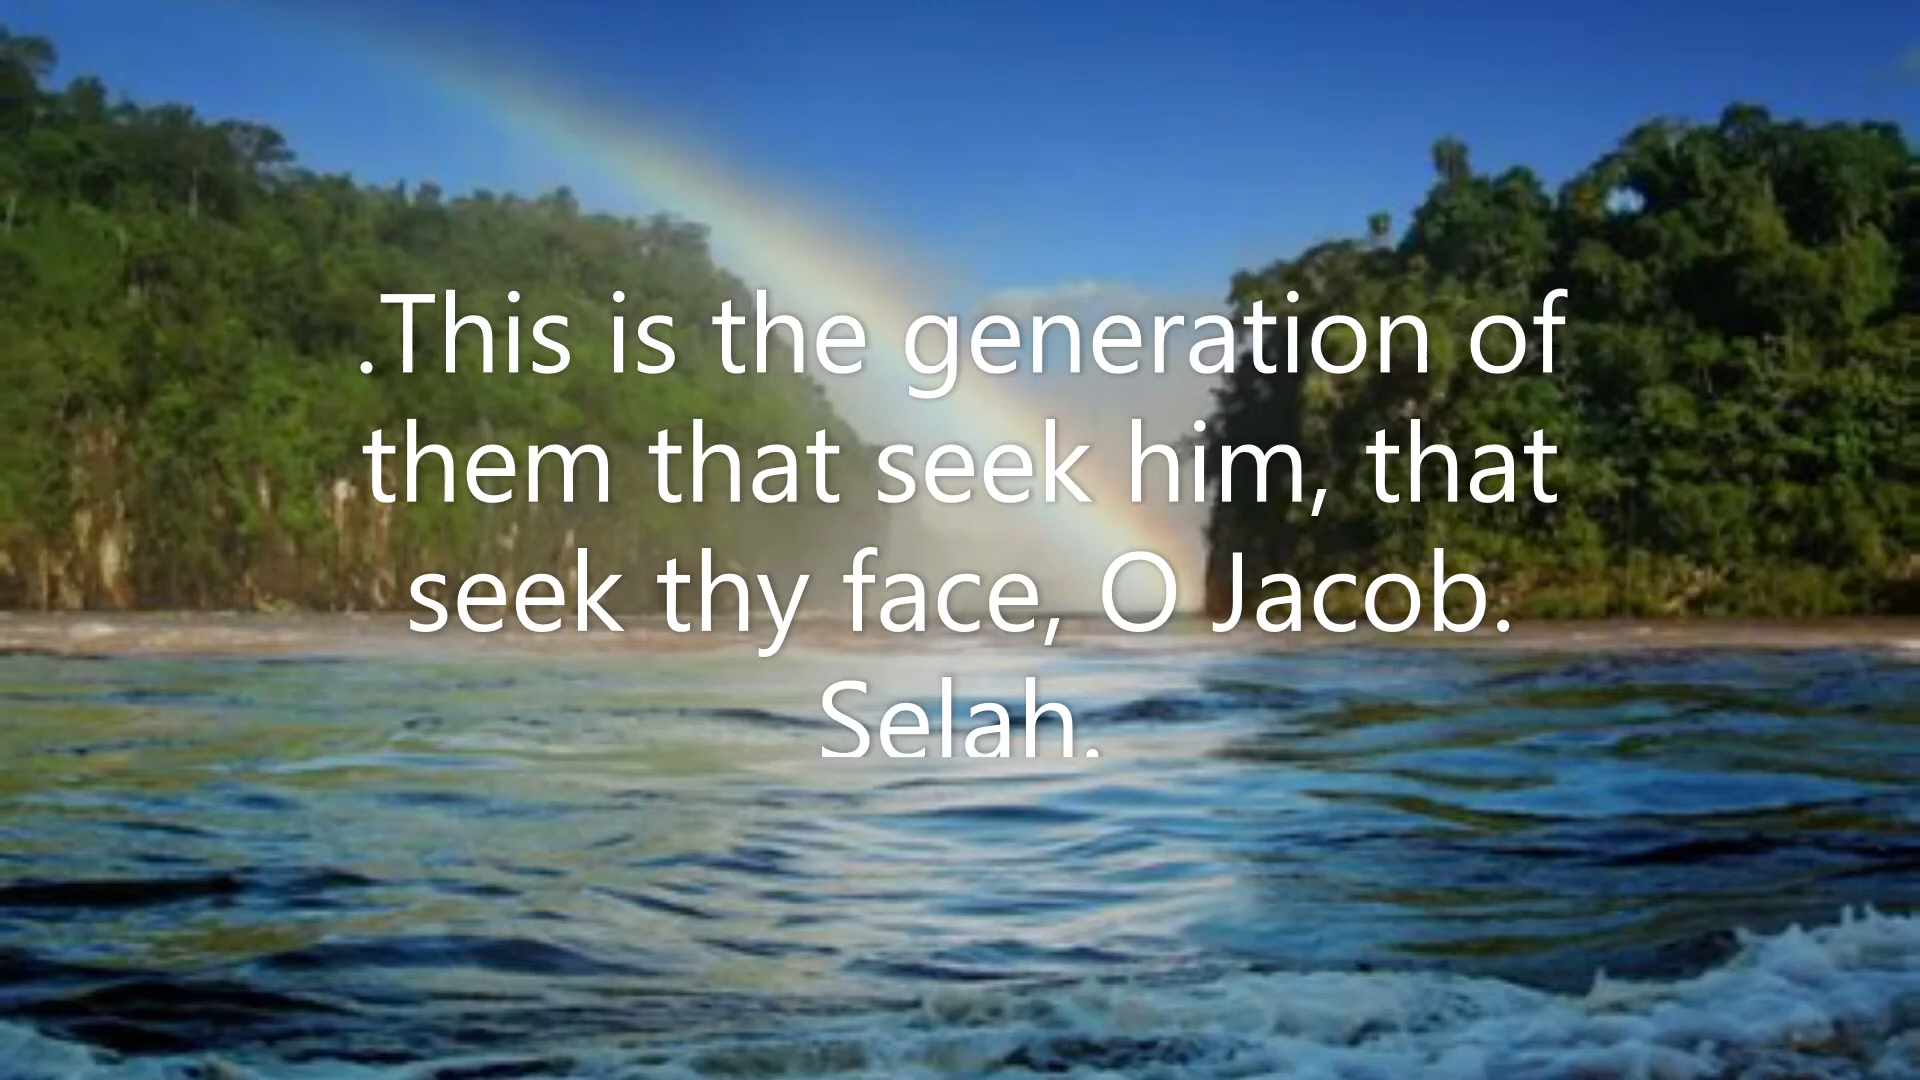 .This is the generation of
them that seek him, that
seek thy face, O Jacob.
Selah.